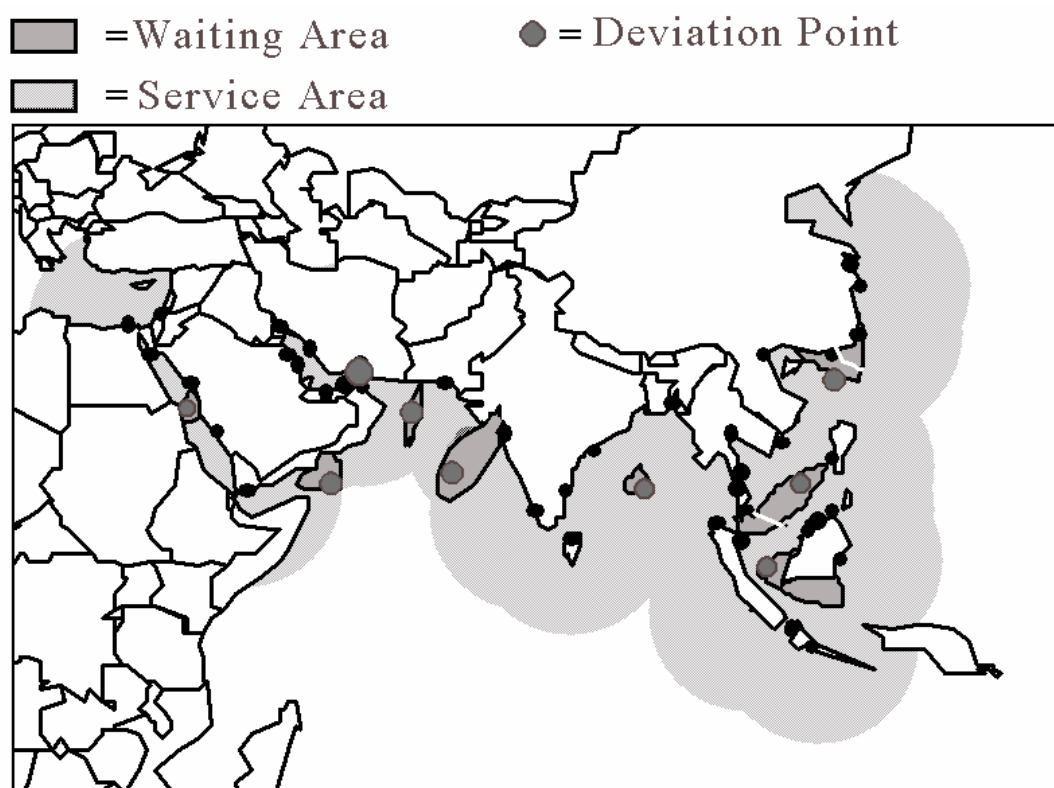 =Waiting Area
= Deviation Point
=Service Area